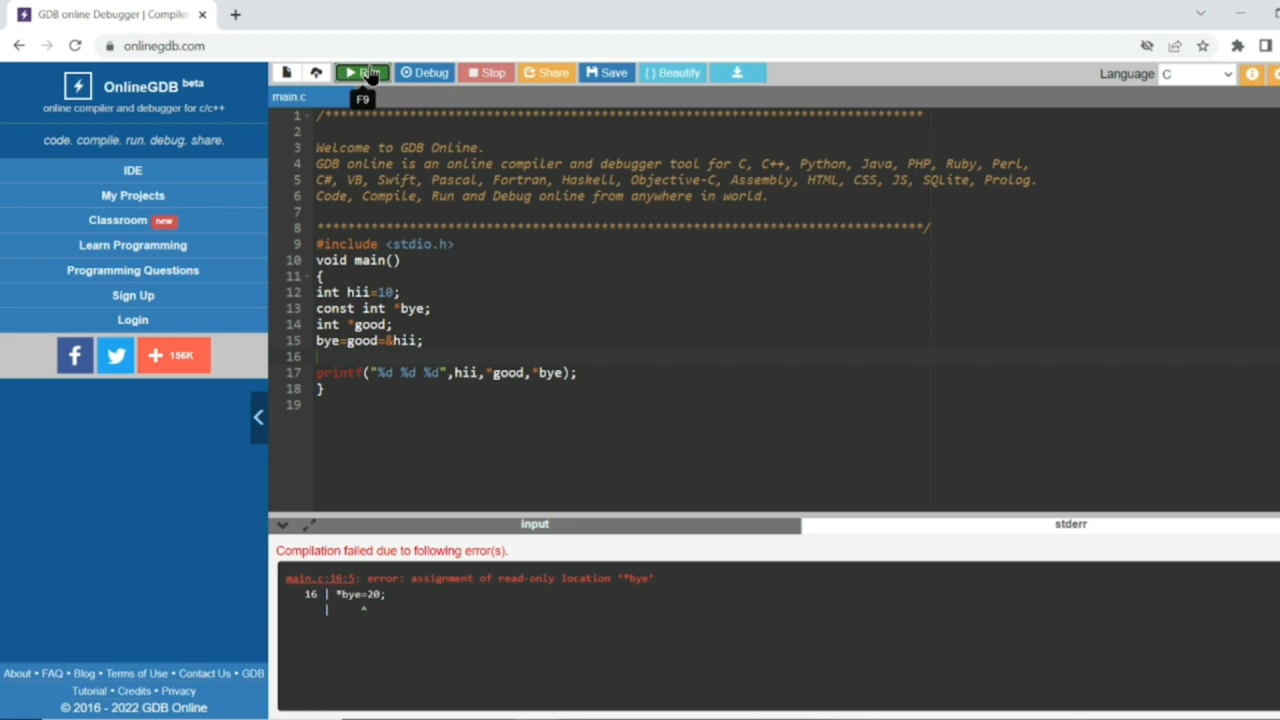 GDB online Debugger | Compiler
onlinegdb.com
OnlineGDB beta
online compiler and debugger for c/c++
code. compile. run. debug. share.
IDE
My Projects
Classroom new
Learn Programming
Programming Questions
Sign Up
Login
156K
About • FAQ • Blog • Terms of Use • Contact Us • GDB
Tutorial • Credits • Privacy
© 2016 - 2022 GDB Online
Run Debug Stop Share Save {} Beautify Language C
F9
main.c
1 /******************************************************************************
2
3 Welcome to GDB Online.
4 GDB online is an online compiler and debugger tool for C, C++, Python, Java, PHP, Ruby, Perl,
5 C#, VB, Swift, Pascal, Fortran, Haskell, Objective-C, Assembly, HTML, CSS, JS, SQLite, Prolog.
6 Code, Compile, Run and Debug online from anywhere in world.
7
8 *******************************************************************************/
9 #include <stdio.h>
10 void main()
11 {
12 int hii=10;
13 const int *bye;
14 int *good;
15 bye=good=&hii;
16
17 printf("%d %d %d",hii,*good,*bye);
18 }
19
input stderr
Compilation failed due to following error(s).
main.c:16:5: error: assignment of read-only location ‘*bye’
16 | *bye=20;
| ^